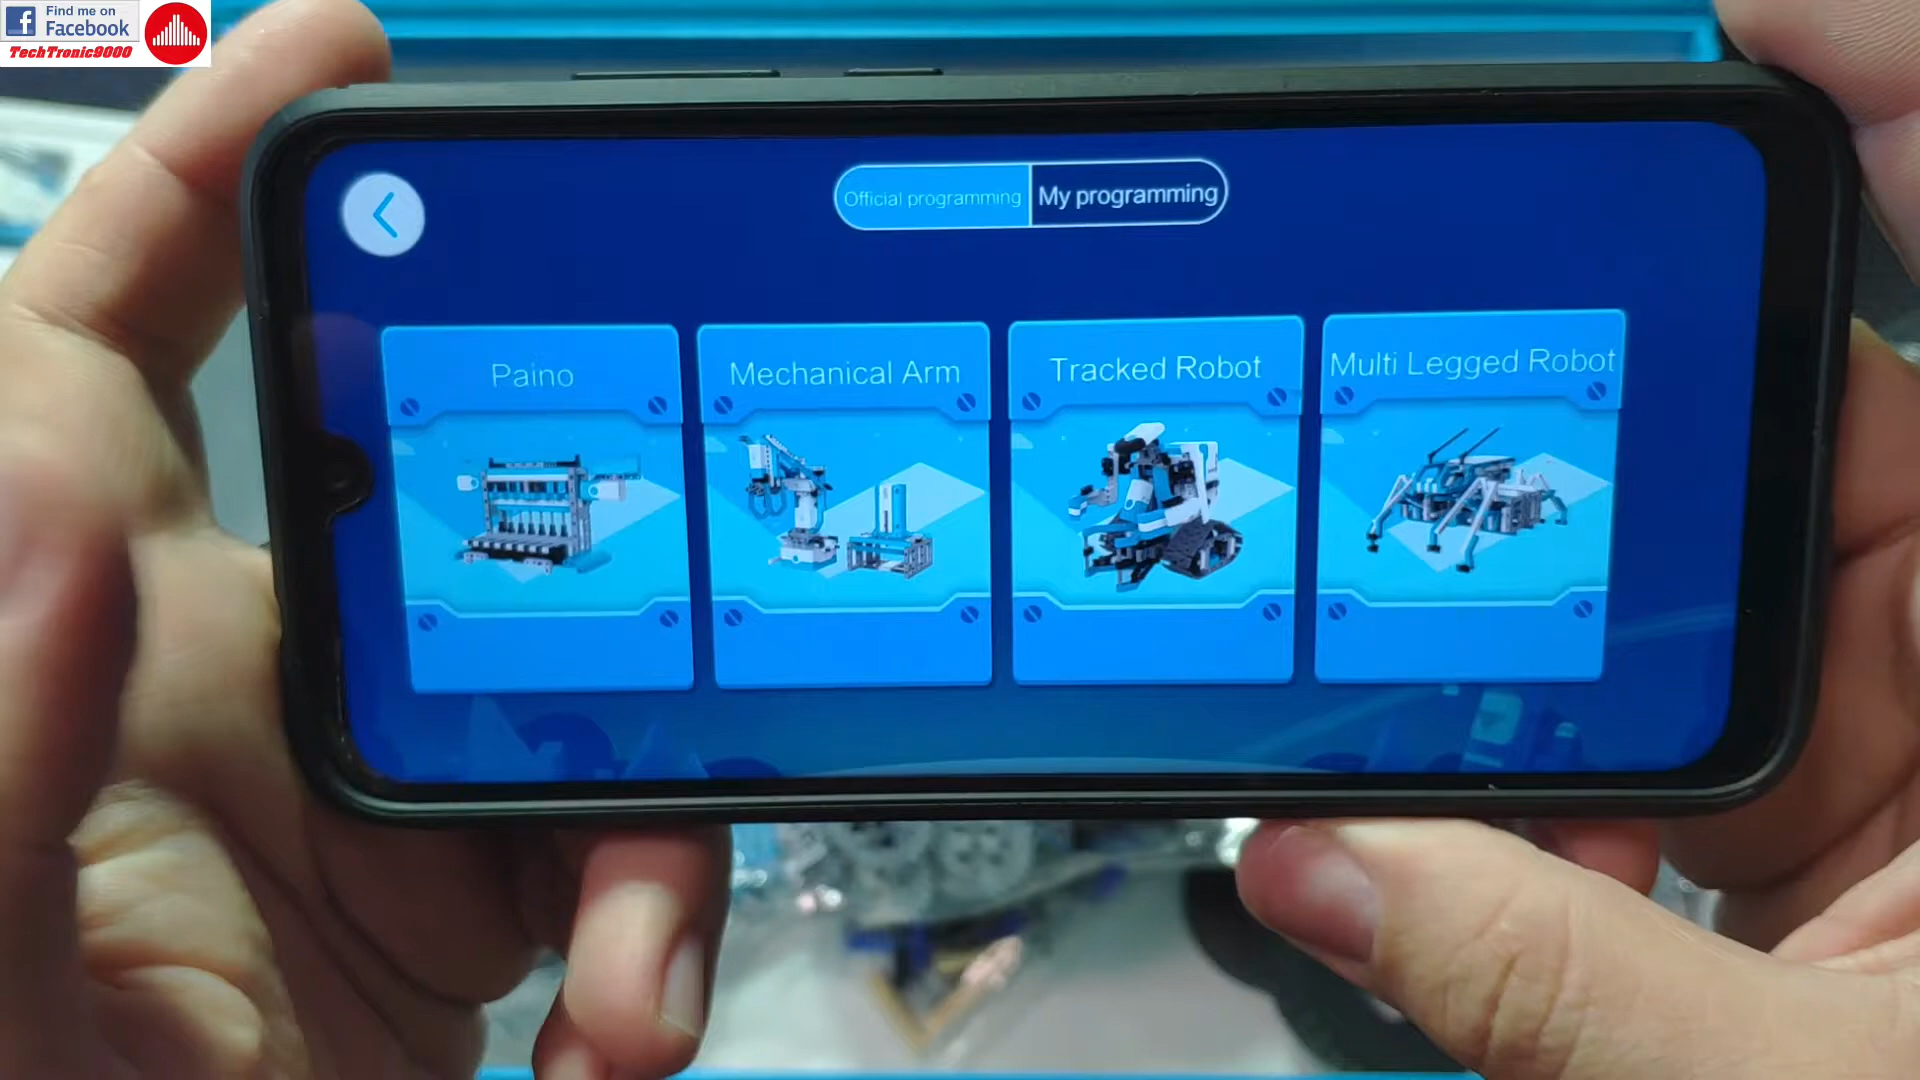 Find me on
Facebook
TechTronic9000
Official programming
My programming
Paino
Mechanical Arm
Tracked Robot
Multi Legged Robot